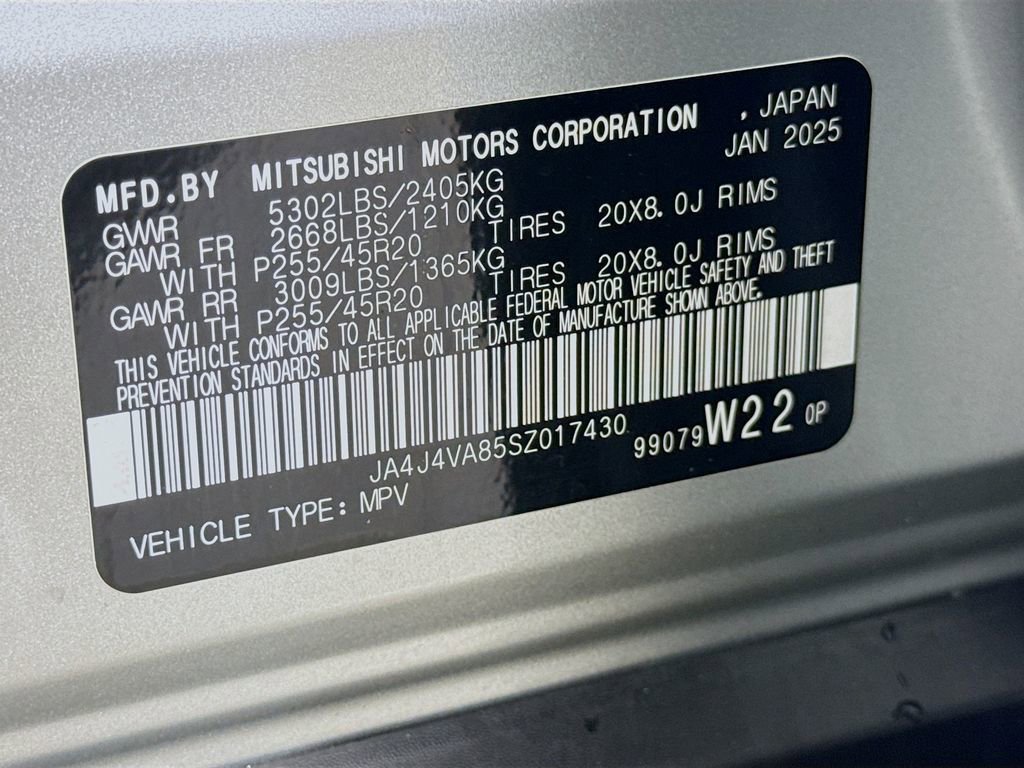 MFD.BY MITSUBISHI MOTORS CORPORATION , JAPAN
JAN 2025
GVWR 5302LBS/2405KG
GAWR FR 2668LBS/1210KG
WITH P255/45R20 TIRES 20X8.0J RIMS
GAWR RR 3009LBS/1365KG
WITH P255/45R20 TIRES 20X8.0J RIMS
THIS VEHICLE CONFORMS TO ALL APPLICABLE FEDERAL MOTOR VEHICLE SAFETY AND THEFT
PREVENTION STANDARDS IN EFFECT ON THE DATE OF MANUFACTURE SHOWN ABOVE.
JA4J4VA85SZ017430
99079W22 0P
VEHICLE TYPE: MPV